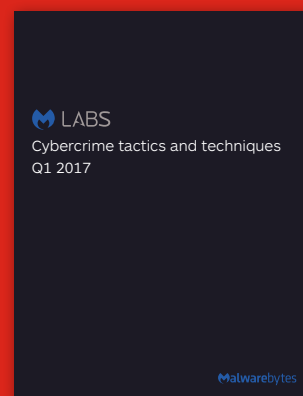 LABS
Cybercrime tactics and techniques
Q1 2017
Malwarebytes